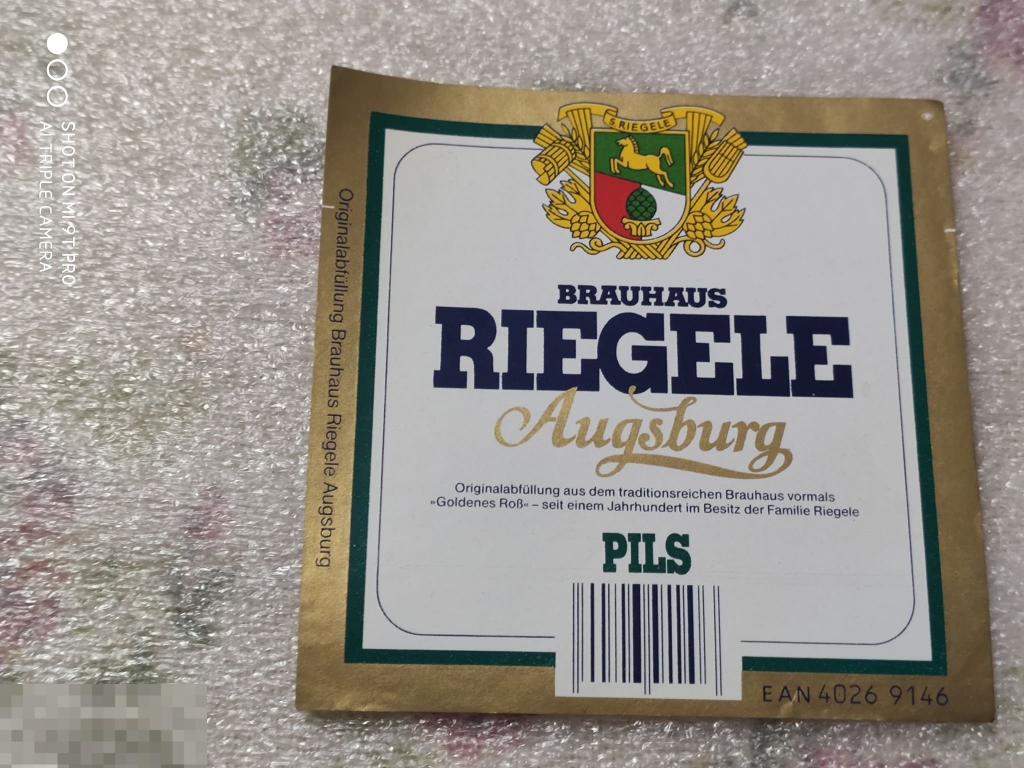 SHOT ON MI 9T PRO
AI TRIPLE CAMERA
S. RIEGELE
BRAUHAUS
RIEGELE
Augsburg
Originalabfüllung aus dem traditionsreichen Brauhaus vormals
»Goldenes Roß« – seit einem Jahrhundert im Besitz der Familie Riegele
PILS
EAN 4026 9146
Originalabfüllung Brauhaus Riegele Augsburg